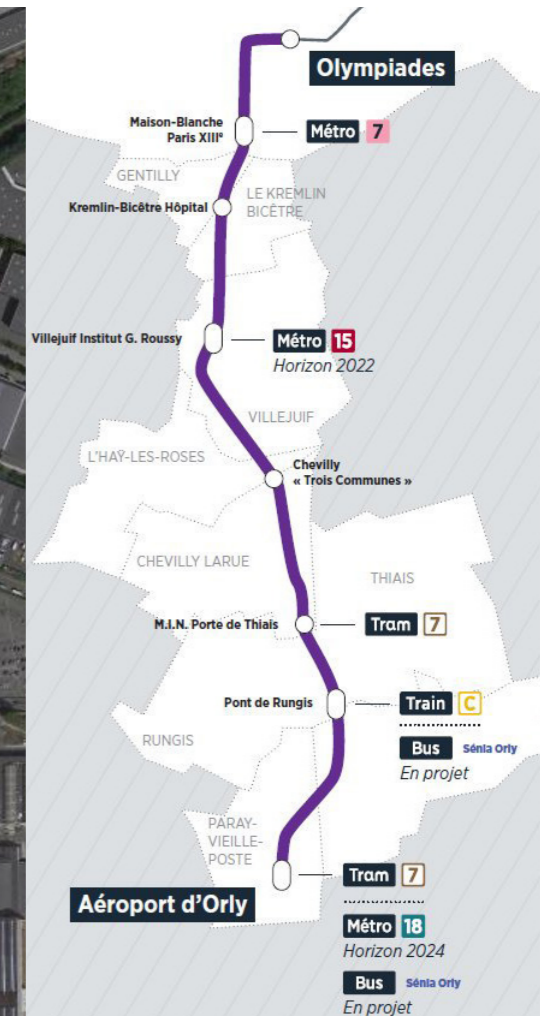 Olympiades
Maison-Blanche
Paris XIIIᵉ
Métro 7
GENTILLY
LE KREMLIN
BICÊTRE
Kremlin-Bicêtre Hôpital
Villejuif Institut G. Roussy
Métro 15
Horizon 2022
VILLEJUIF
L'HAŸ-LES-ROSES
Chevilly
« Trois Communes »
CHEVILLY LARUE
THIAIS
M.I.N. Porte de Thiais
Tram 7
Pont de Rungis
Train C
Bus Sénia Orly
En projet
RUNGIS
PARAY-
VIEILLE-
POSTE
Aéroport d'Orly
Tram 7
Métro 18
Horizon 2024
Bus Sénia Orly
En projet